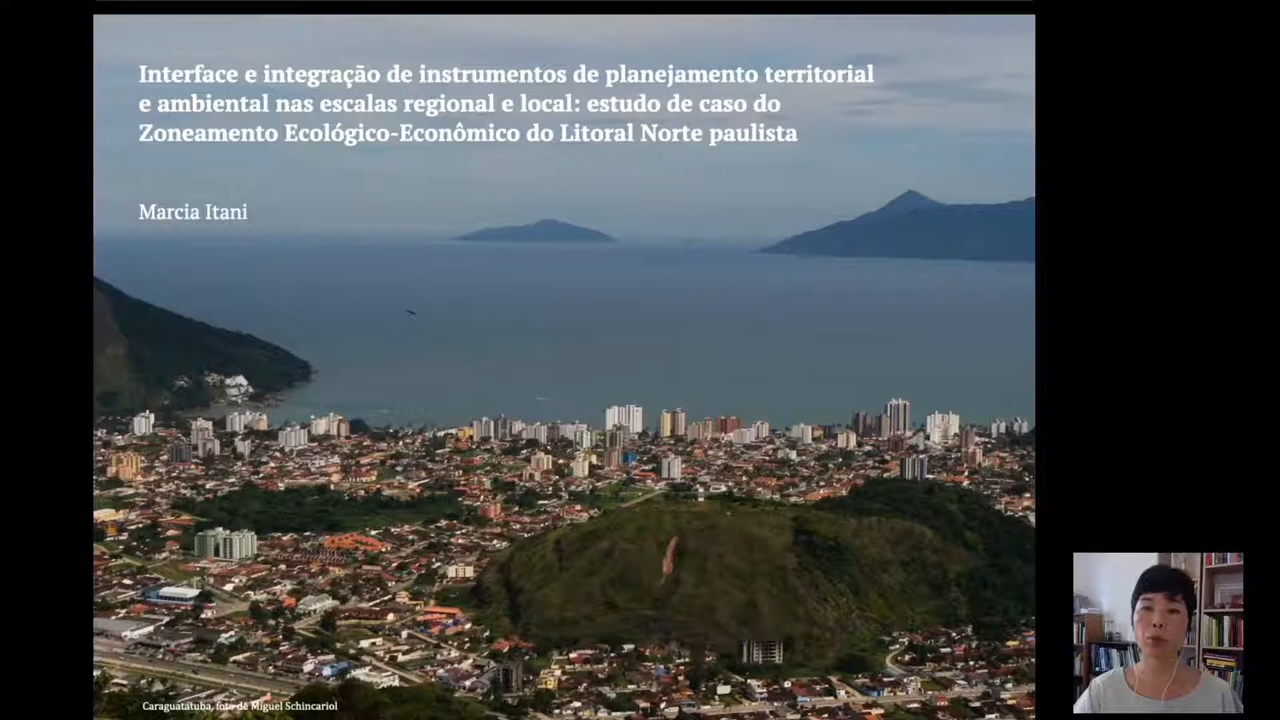 Interface e integração de instrumentos de planejamento territorial
e ambiental nas escalas regional e local: estudo de caso do
Zoneamento Ecológico-Econômico do Litoral Norte paulista
Marcia Itani
Caraguatatuba, foto de Miguel Schincariol